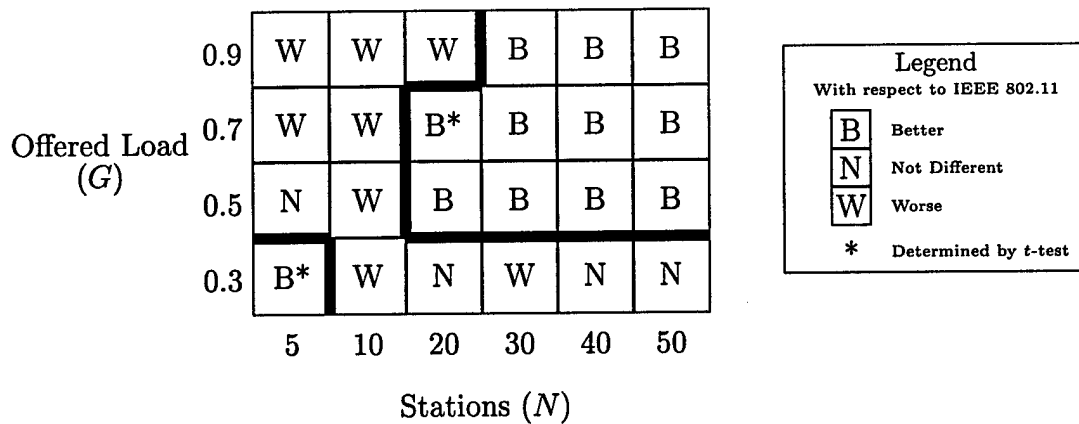 0.9 W W W B B B
0.7 W W B* B B B
Offered Load
(G)
0.5 N W B B B B
0.3 B* W N W N N
5 10 20 30 40 50
Stations (N)
Legend
With respect to IEEE 802.11
B Better
N Not Different
W Worse
* Determined by t-test